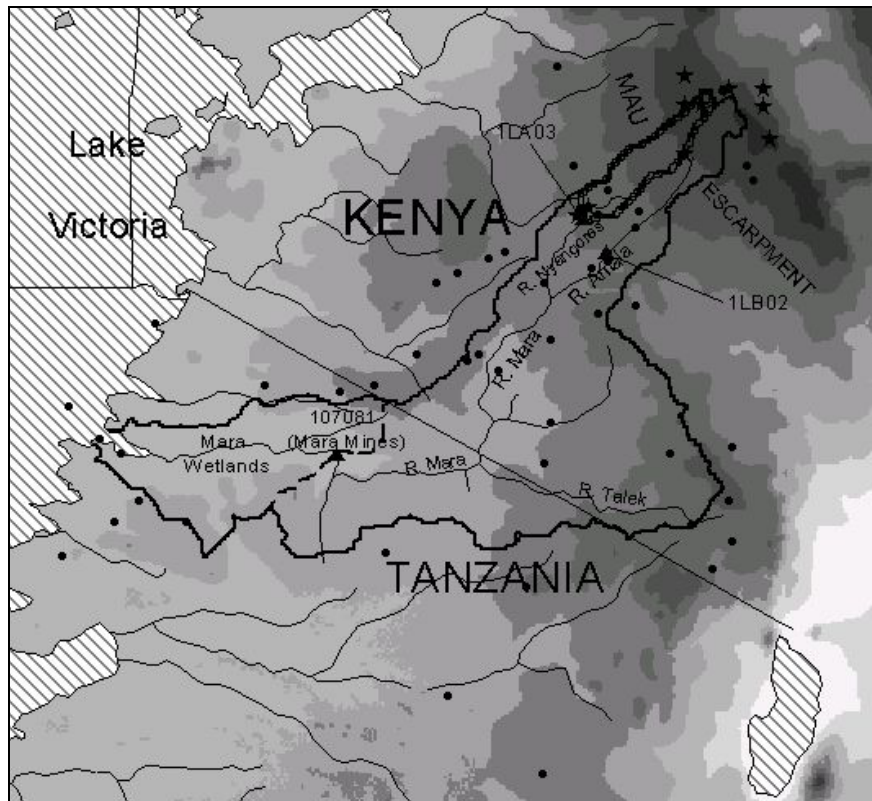 MAU
1LA03
Lake
Victoria
KENYA
ESCARPMENT
R. Nyangores
R. Amala
1LB02
R. Mara
107081
Mara (Mara Mines)
Wetlands
R. Mara
R. Talek
TANZANIA